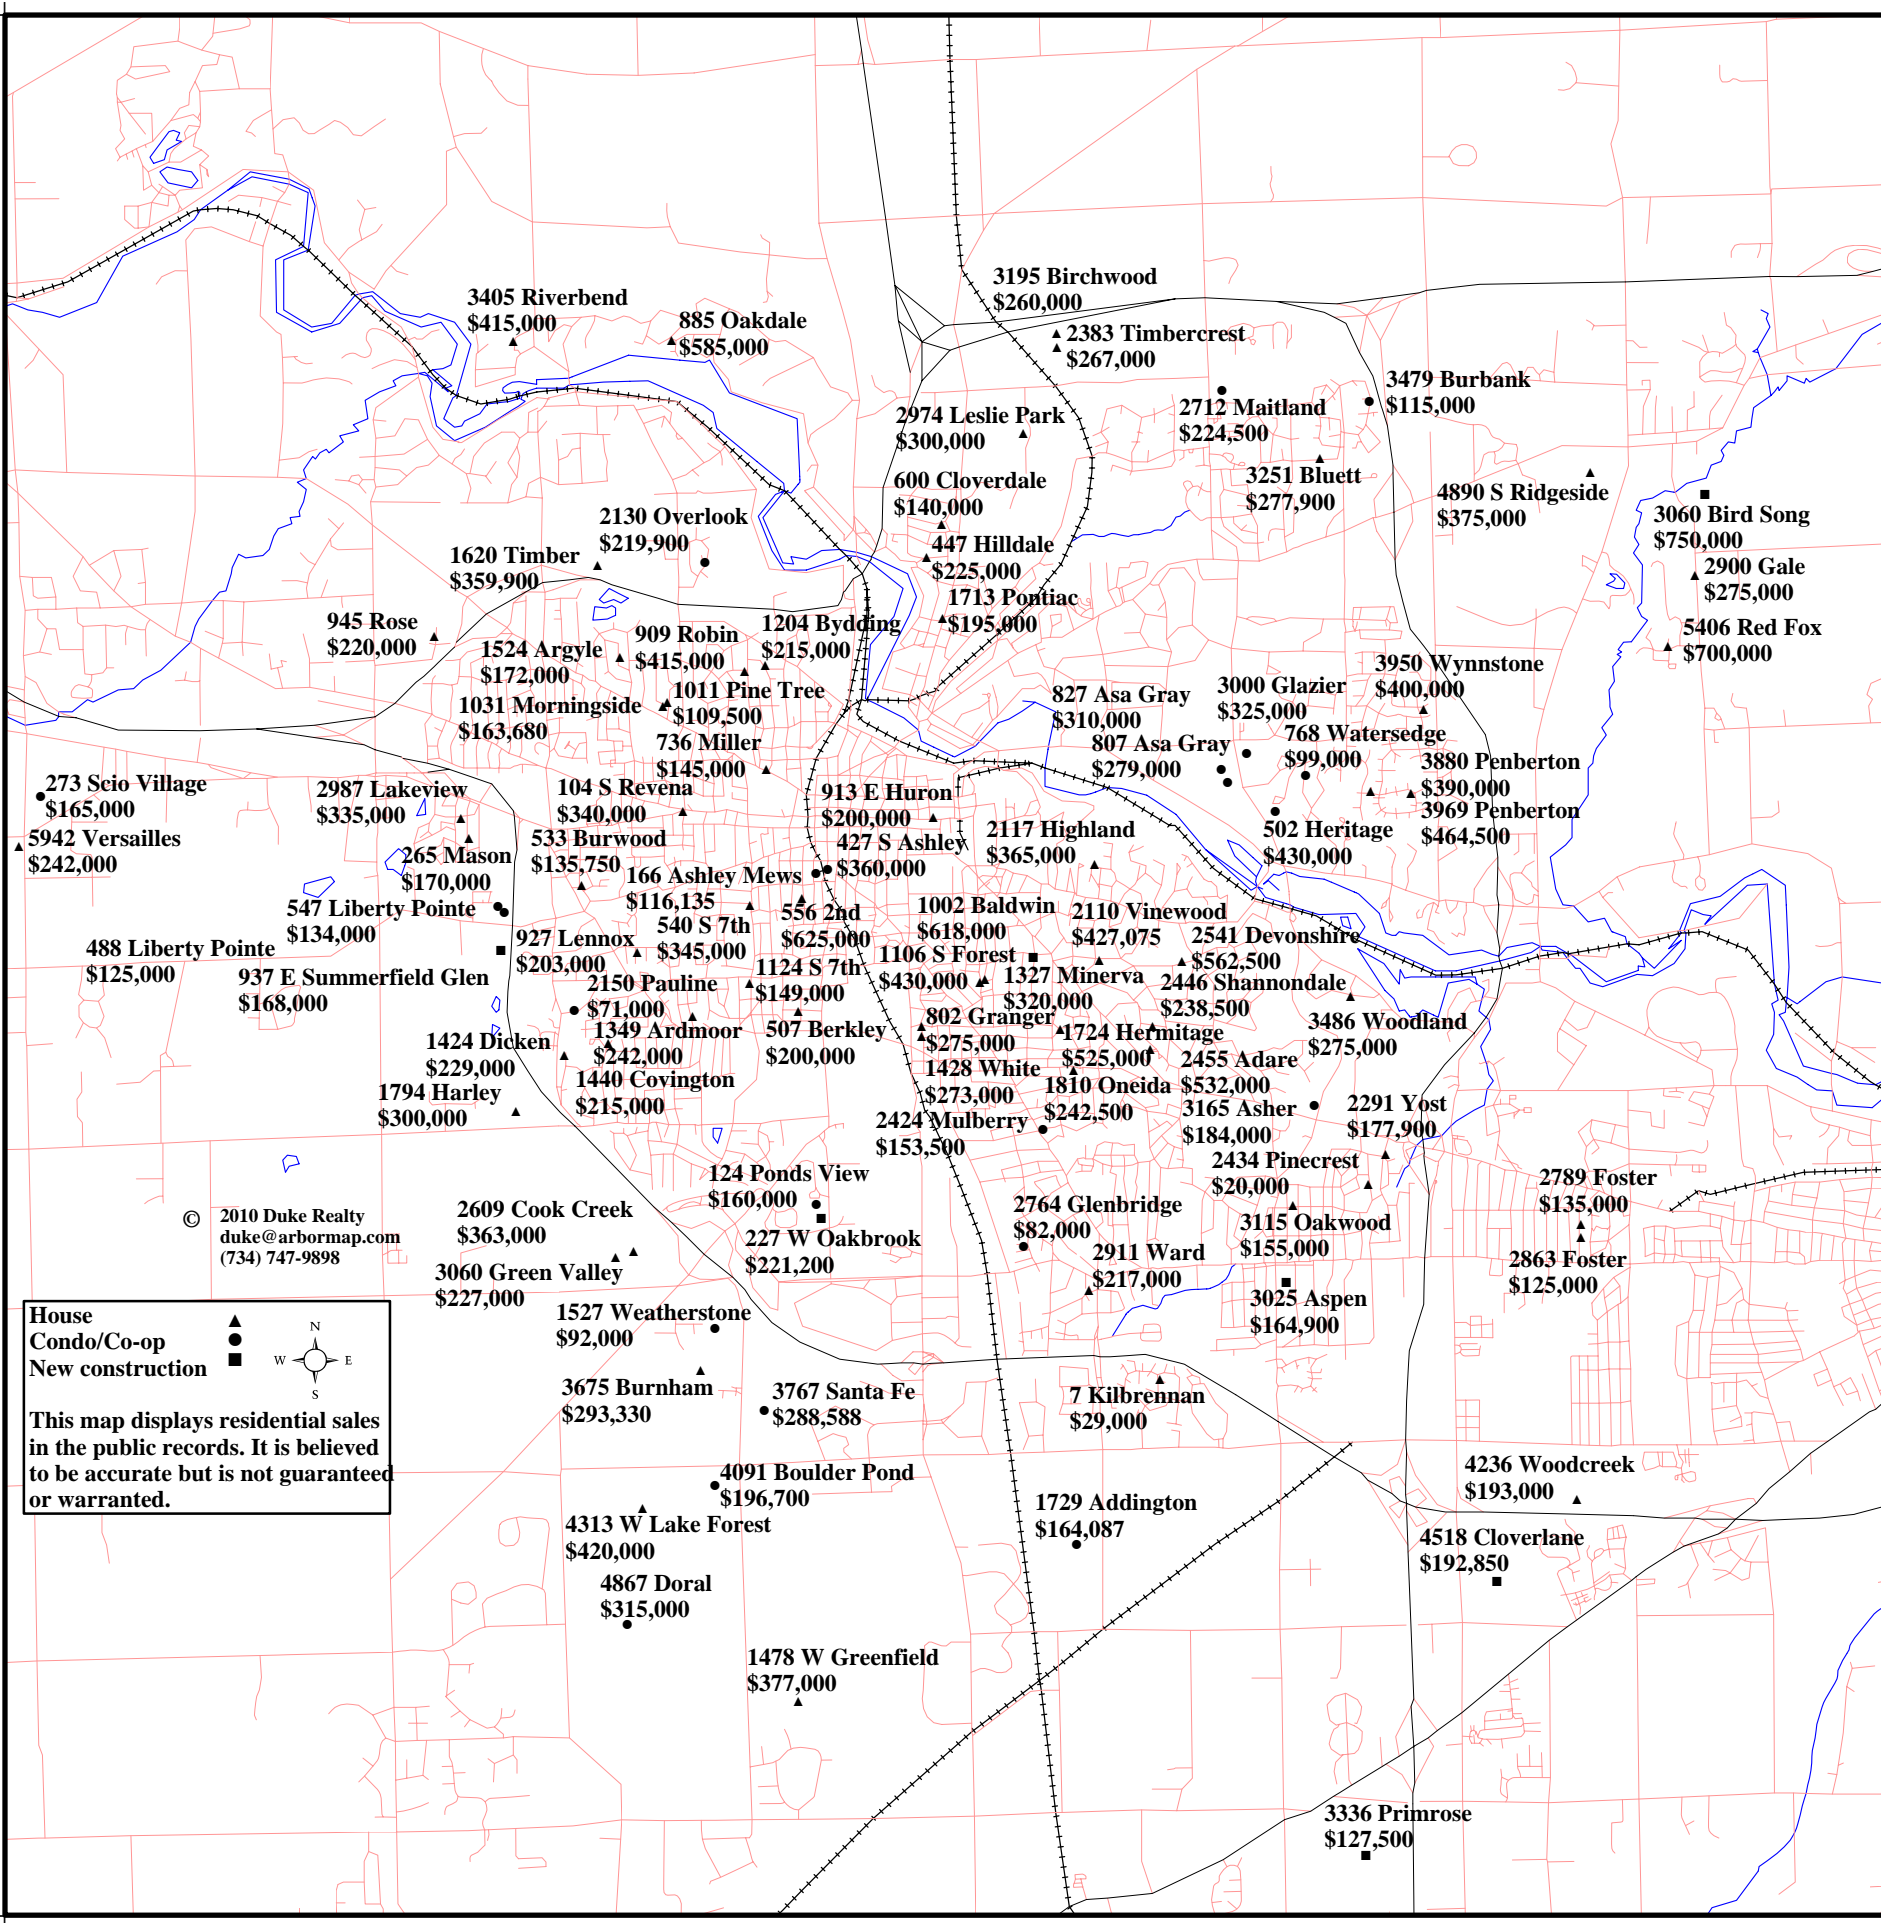 3195 Birchwood
$260,000
3405 Riverbend
$415,000
885 Oakdale
$585,000
2383 Timbercrest
$267,000
3479 Burbank
$115,000
2712 Maitland
$224,500
2974 Leslie Park
$300,000
3251 Bluett
$277,900
600 Cloverdale
$140,000
4890 S Ridgeside
$375,000
3060 Bird Song
$750,000
2130 Overlook
$219,900
1620 Timber
$359,900
447 Hilldale
$225,000
2900 Gale
$275,000
1713 Pontiac
$195,000
945 Rose
$220,000
1204 Bydding
$215,000
909 Robin
$415,000
5406 Red Fox
$700,000
1524 Argyle
$172,000
3950 Wynnstone
$400,000
1011 Pine Tree
$109,500
827 Asa Gray
$310,000
3000 Glazier
$325,000
1031 Morningside
$163,680
768 Watersedge
$99,000
736 Miller
$145,000
807 Asa Gray
$279,000
3880 Penberton
$390,000
273 Scio Village
$165,000
2987 Lakeview
$335,000
104 S Revena
$340,000
913 E Huron
$200,000
3969 Penberton
$464,500
5942 Versailles
$242,000
533 Burwood
$135,750
427 S Ashley
$360,000
2117 Highland
$365,000
502 Heritage
$430,000
265 Mason
$170,000
166 Ashley Mews
$116,135
547 Liberty Pointe
$134,000
556 2nd
$625,000
1002 Baldwin
$618,000
2110 Vinewood
$427,075
540 S 7th
$345,000
927 Lennox
$203,000
2541 Devonshire
$562,500
488 Liberty Pointe
$125,000
1106 S Forest
$430,000
937 E Summerfield Glen
$168,000
1124 S 7th
$149,000
1327 Minerva
$320,000
2446 Shannondale
$238,500
2150 Pauline
$71,000
802 Granger
$275,000
3486 Woodland
$275,000
1349 Ardmoor
$242,000
507 Berkley
$200,000
1724 Hermitage
$525,000
1424 Dicken
$229,000
2455 Adare
$532,000
1428 White
$273,000
1440 Covington
$215,000
1810 Oneida
$242,500
1794 Harley
$300,000
2424 Mulberry
$153,500
3165 Asher
$184,000
2291 Yost
$177,900
2434 Pinecrest
$20,000
124 Ponds View
$160,000
2789 Foster
$135,000
2764 Glenbridge
$82,000
2609 Cook Creek
$363,000
3115 Oakwood
$155,000
227 W Oakbrook
$221,200
2911 Ward
$217,000
2863 Foster
$125,000
3060 Green Valley
$227,000
3025 Aspen
$164,900
1527 Weatherstone
$92,000
3675 Burnham
$293,330
3767 Santa Fe
$288,588
7 Kilbrennan
$29,000
4091 Boulder Pond
$196,700
4236 Woodcreek
$193,000
1729 Addington
$164,087
4313 W Lake Forest
$420,000
4518 Cloverlane
$192,850
4867 Doral
$315,000
1478 W Greenfield
$377,000
3336 Primrose
$127,500
© 2010 Duke Realty
duke@arbormap.com
(734) 747-9898
House
Condo/Co-op
New construction
N
W E
S
This map displays residential sales
in the public records. It is believed
to be accurate but is not guaranteed
or warranted.